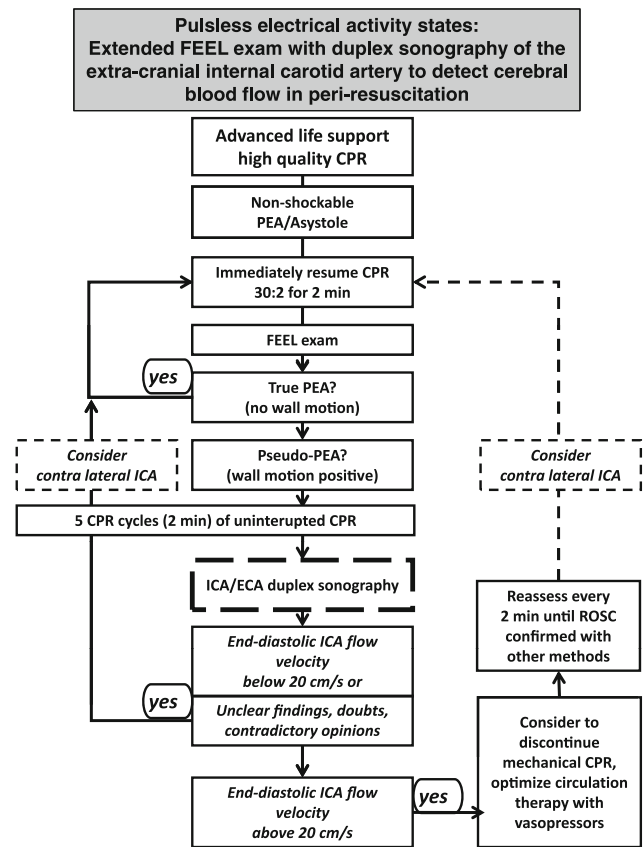 Pulsless electrical activity states:
Extended FEEL exam with duplex sonography of the
extra-cranial internal carotid artery to detect cerebral
blood flow in peri-resuscitation
Advanced life support
high quality CPR
Non-shockable
PEA/Asystole
Immediately resume CPR
30:2 for 2 min
FEEL exam
yes
True PEA?
(no wall motion)
Consider
contra lateral ICA
Pseudo-PEA?
(wall motion positive)
Consider
contra lateral ICA
5 CPR cycles (2 min) of uninterupted CPR
ICA/ECA duplex sonography
Reassess every
2 min until ROSC
confirmed with
other methods
End-diastolic ICA flow
velocity
below 20 cm/s or
yes
Unclear findings, doubts,
contradictory opinions
Consider to
discontinue
mechanical CPR,
optimize circulation
therapy with
vasopressors
End-diastolic ICA flow
velocity
above 20 cm/s
yes